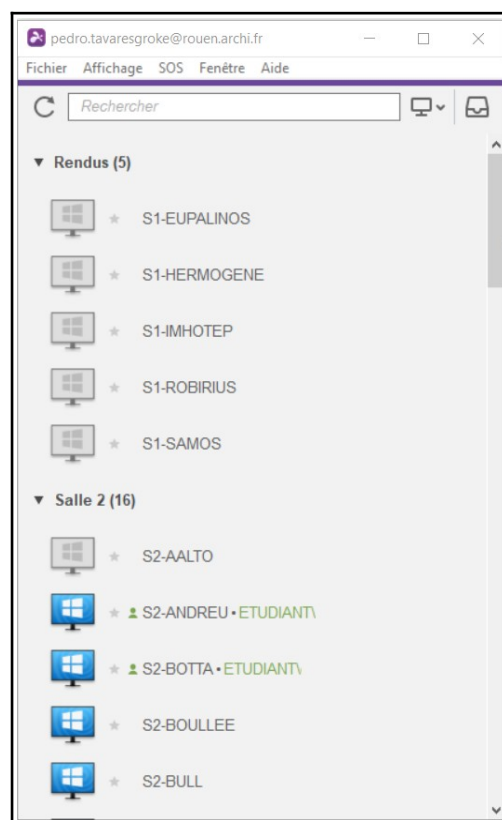 pedro.tavaresgroke@rouen.archi.fr
Fichier Affichage SOS Fenêtre Aide
Rechercher
Rendus (5)
S1-EUPALINOS
S1-HERMOGENE
S1-IMHOTEP
S1-ROBIRIUS
S1-SAMOS
Salle 2 (16)
S2-AALTO
S2-ANDREU • ETUDIANT\
S2-BOTTA • ETUDIANT\
S2-BOULLEE
S2-BULL